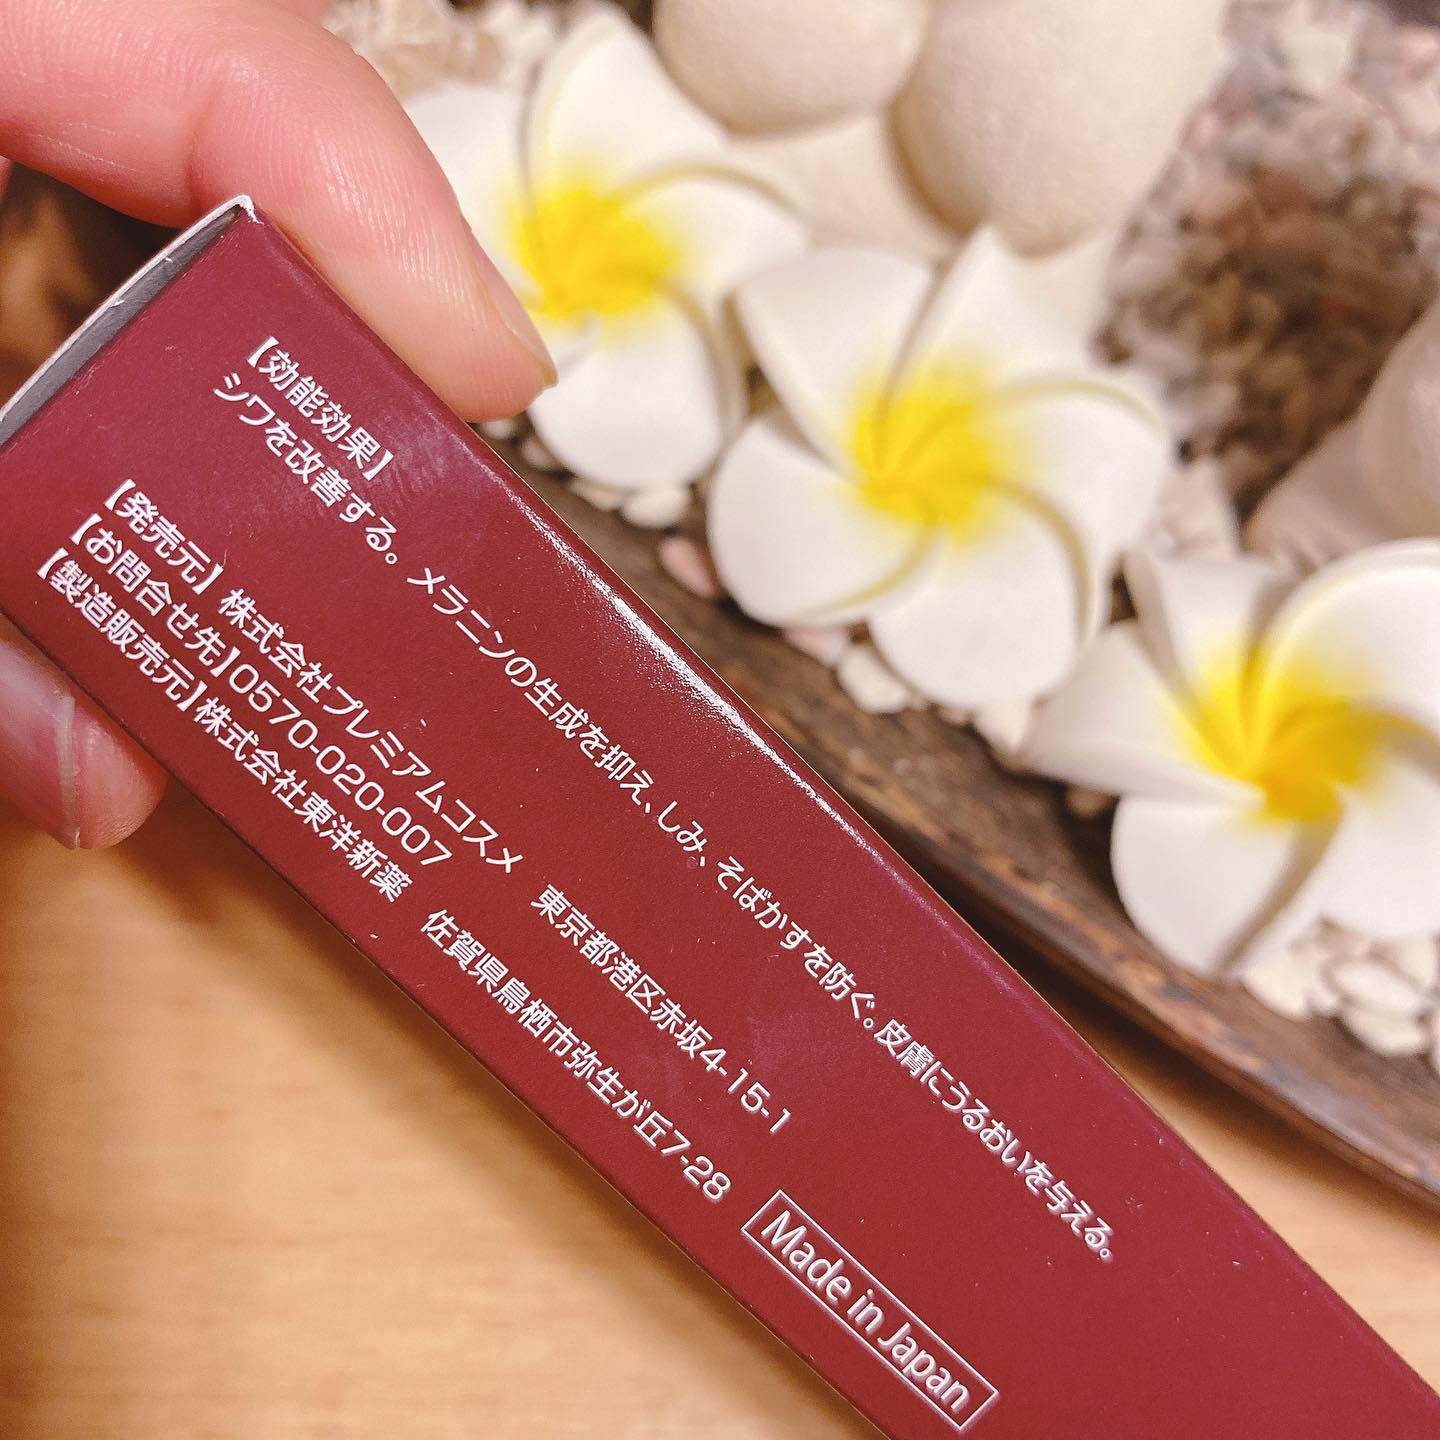 【効能効果】
シワを改善する。メラニンの生成を抑え、しみ、そばかすを防ぐ。皮膚にうるおいを与える。
【発売元】株式会社プレミアムコスメ 東京都港区赤坂4-15-1
【お問合せ先】0570-020-007
【製造販売元】株式会社東洋新薬 佐賀県鳥栖市弥生が丘7-28
Made in Japan